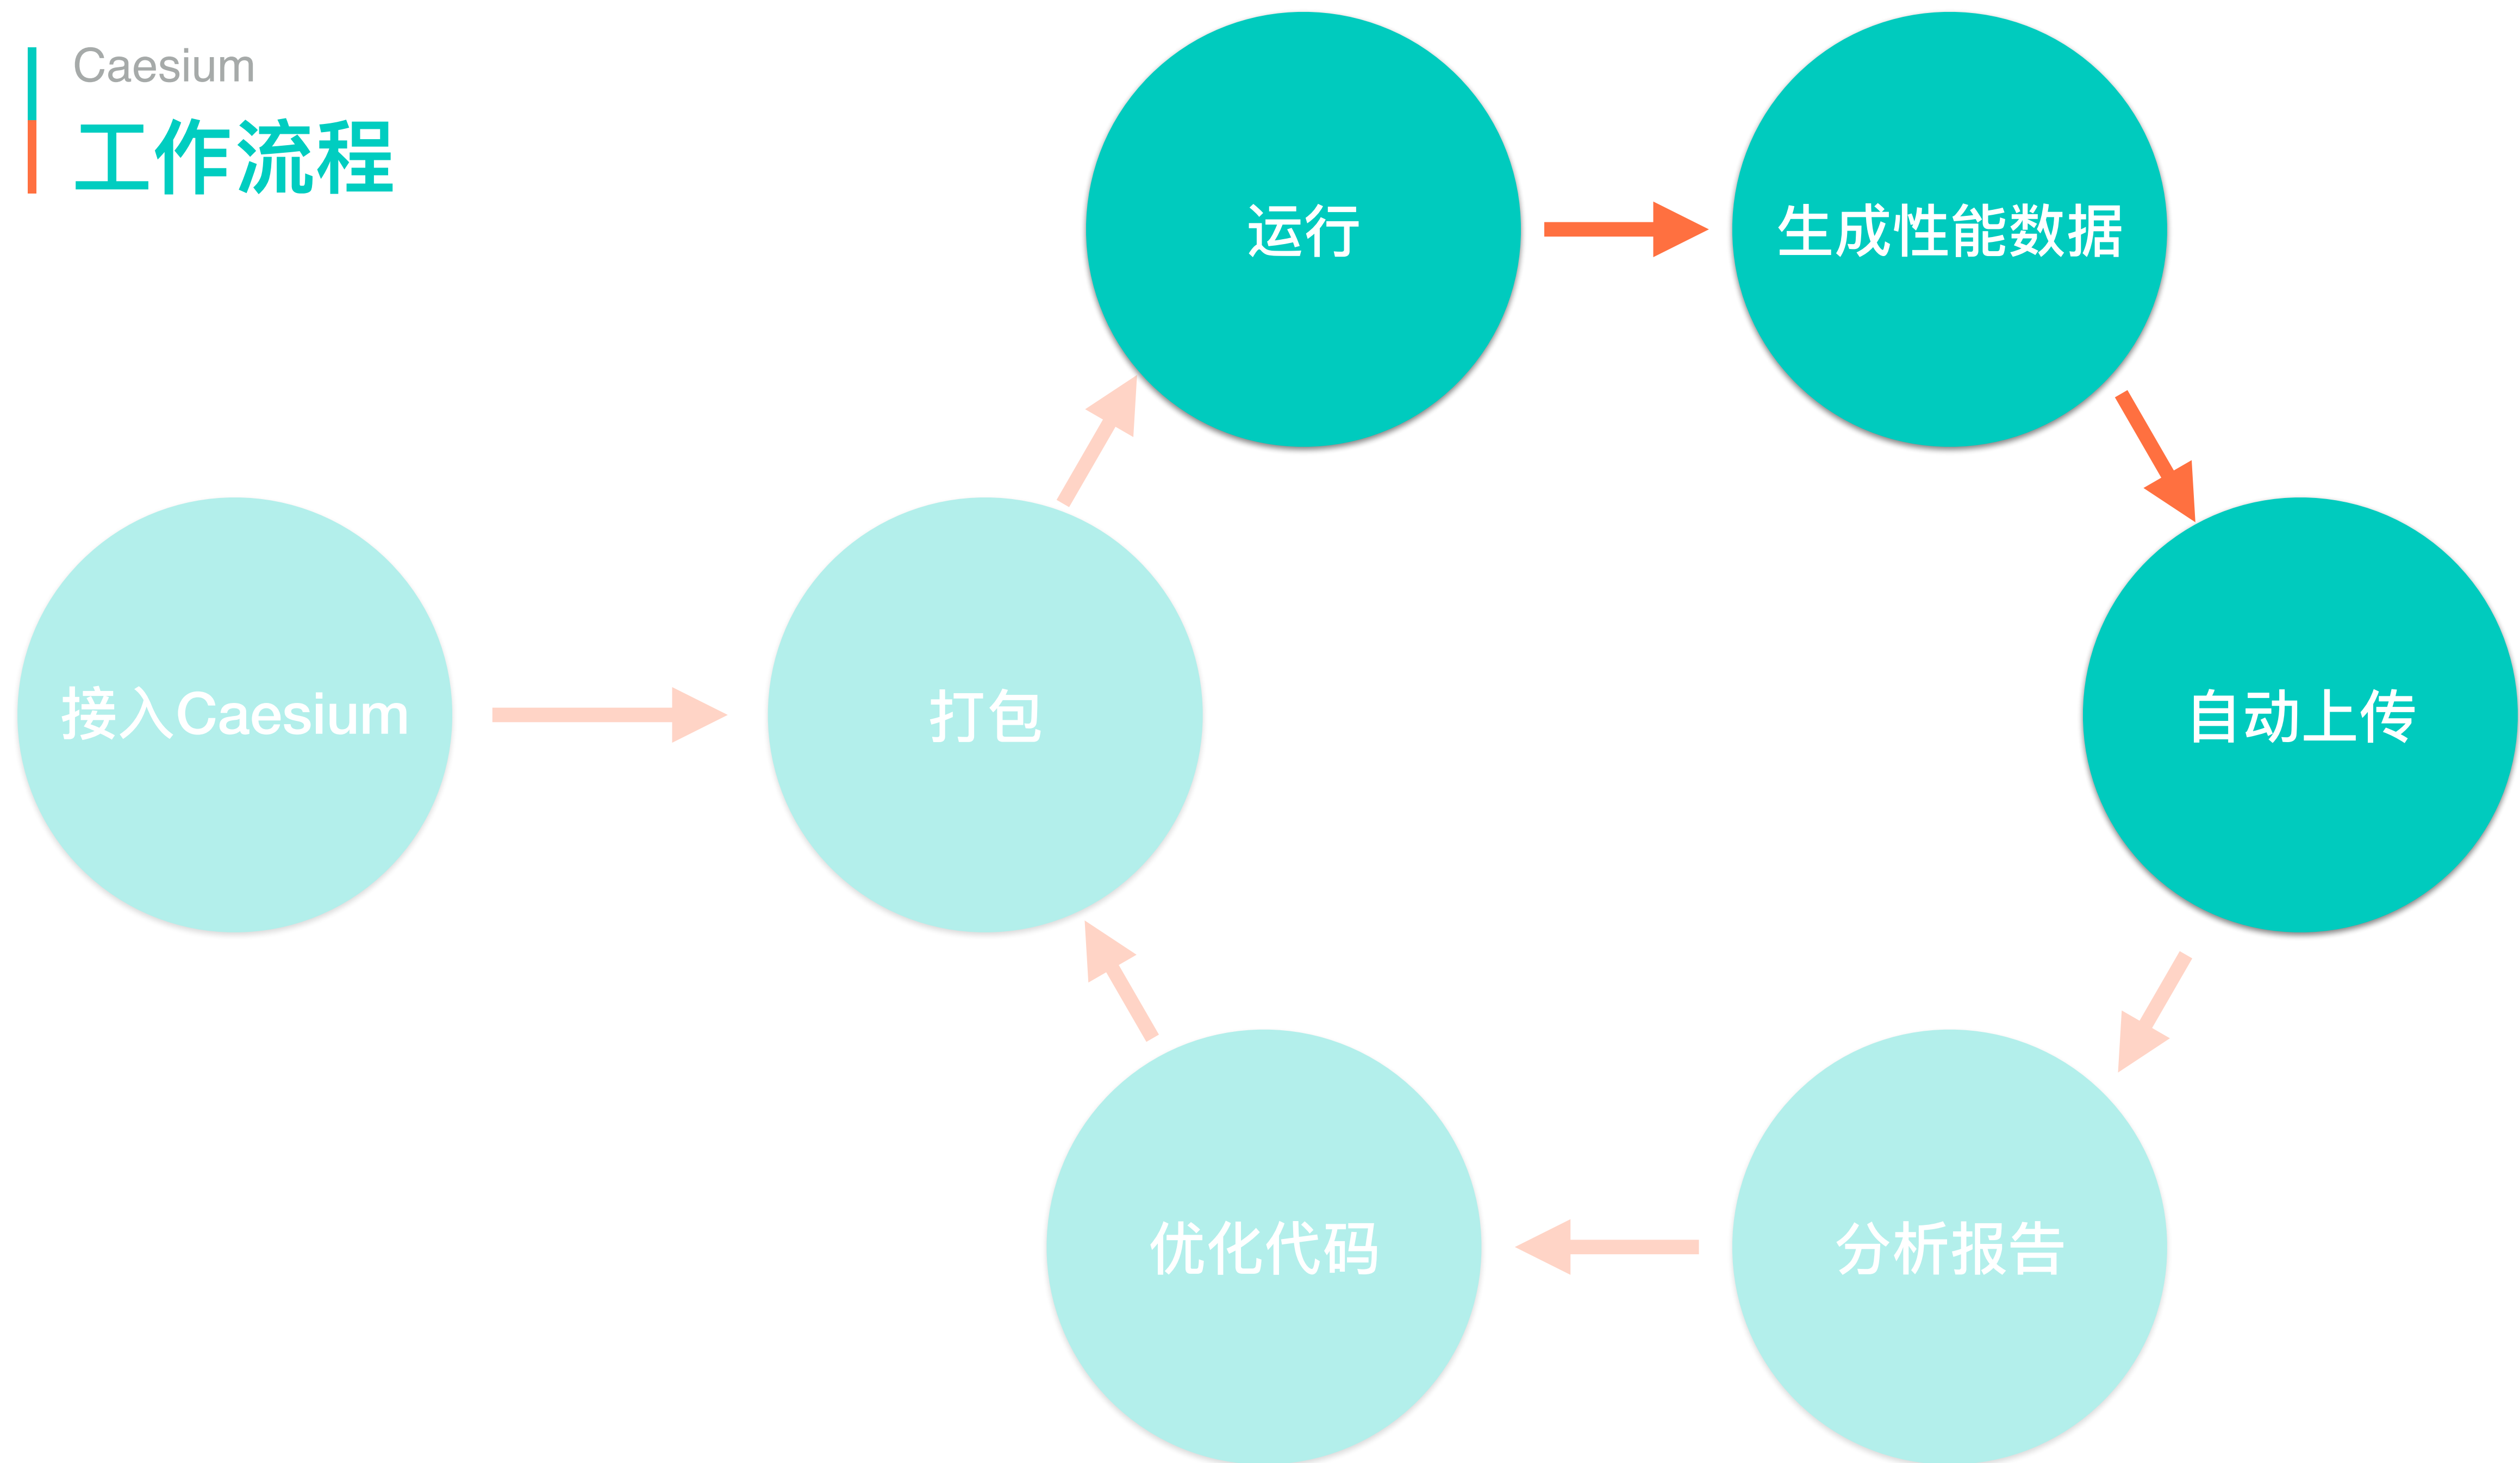 Caesium
工作流程
运行
生成性能数据
接入Caesium
打包
自动上传
优化代码
分析报告